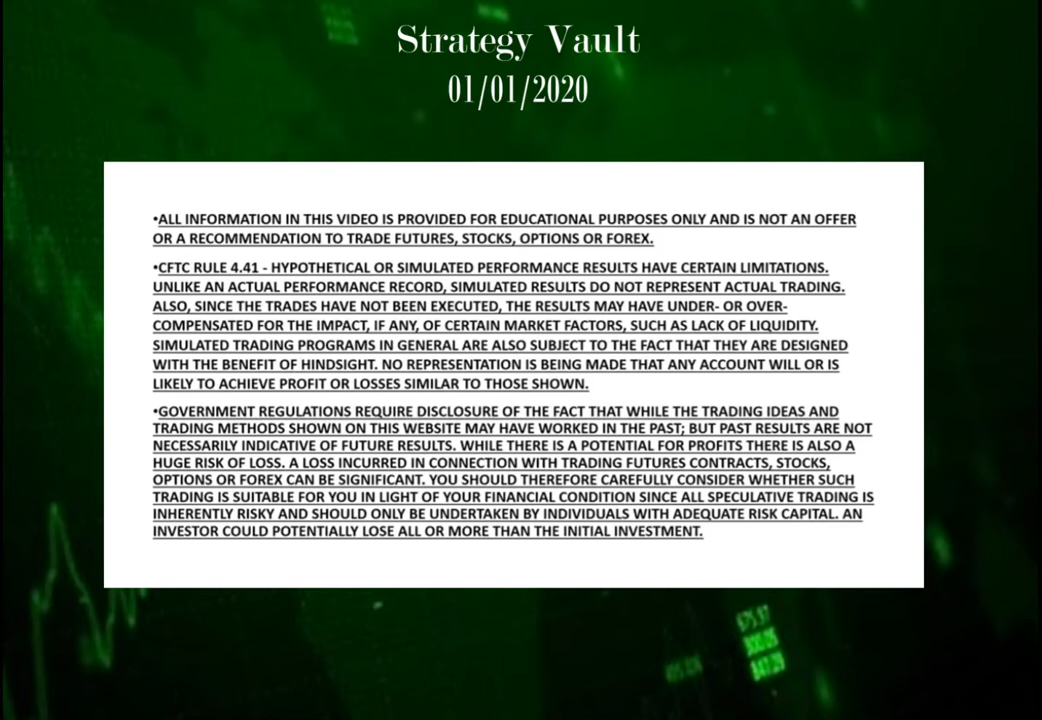 Strategy Vault
01/01/2020
•ALL INFORMATION IN THIS VIDEO IS PROVIDED FOR EDUCATIONAL PURPOSES ONLY AND IS NOT AN OFFER
OR A RECOMMENDATION TO TRADE FUTURES, STOCKS, OPTIONS OR FOREX.
•CFTC RULE 4.41 - HYPOTHETICAL OR SIMULATED PERFORMANCE RESULTS HAVE CERTAIN LIMITATIONS.
UNLIKE AN ACTUAL PERFORMANCE RECORD, SIMULATED RESULTS DO NOT REPRESENT ACTUAL TRADING.
ALSO, SINCE THE TRADES HAVE NOT BEEN EXECUTED, THE RESULTS MAY HAVE UNDER- OR OVER-
COMPENSATED FOR THE IMPACT, IF ANY, OF CERTAIN MARKET FACTORS, SUCH AS LACK OF LIQUIDITY.
SIMULATED TRADING PROGRAMS IN GENERAL ARE ALSO SUBJECT TO THE FACT THAT THEY ARE DESIGNED
WITH THE BENEFIT OF HINDSIGHT. NO REPRESENTATION IS BEING MADE THAT ANY ACCOUNT WILL OR IS
LIKELY TO ACHIEVE PROFIT OR LOSSES SIMILAR TO THOSE SHOWN.
•GOVERNMENT REGULATIONS REQUIRE DISCLOSURE OF THE FACT THAT WHILE THE TRADING IDEAS AND
TRADING METHODS SHOWN ON THIS WEBSITE MAY HAVE WORKED IN THE PAST; BUT PAST RESULTS ARE NOT
NECESSARILY INDICATIVE OF FUTURE RESULTS. WHILE THERE IS A POTENTIAL FOR PROFITS THERE IS ALSO A
HUGE RISK OF LOSS. A LOSS INCURRED IN CONNECTION WITH TRADING FUTURES CONTRACTS, STOCKS,
OPTIONS OR FOREX CAN BE SIGNIFICANT. YOU SHOULD THEREFORE CAREFULLY CONSIDER WHETHER SUCH
TRADING IS SUITABLE FOR YOU IN LIGHT OF YOUR FINANCIAL CONDITION SINCE ALL SPECULATIVE TRADING IS
INHERENTLY RISKY AND SHOULD ONLY BE UNDERTAKEN BY INDIVIDUALS WITH ADEQUATE RISK CAPITAL. AN
INVESTOR COULD POTENTIALLY LOSE ALL OR MORE THAN THE INITIAL INVESTMENT.